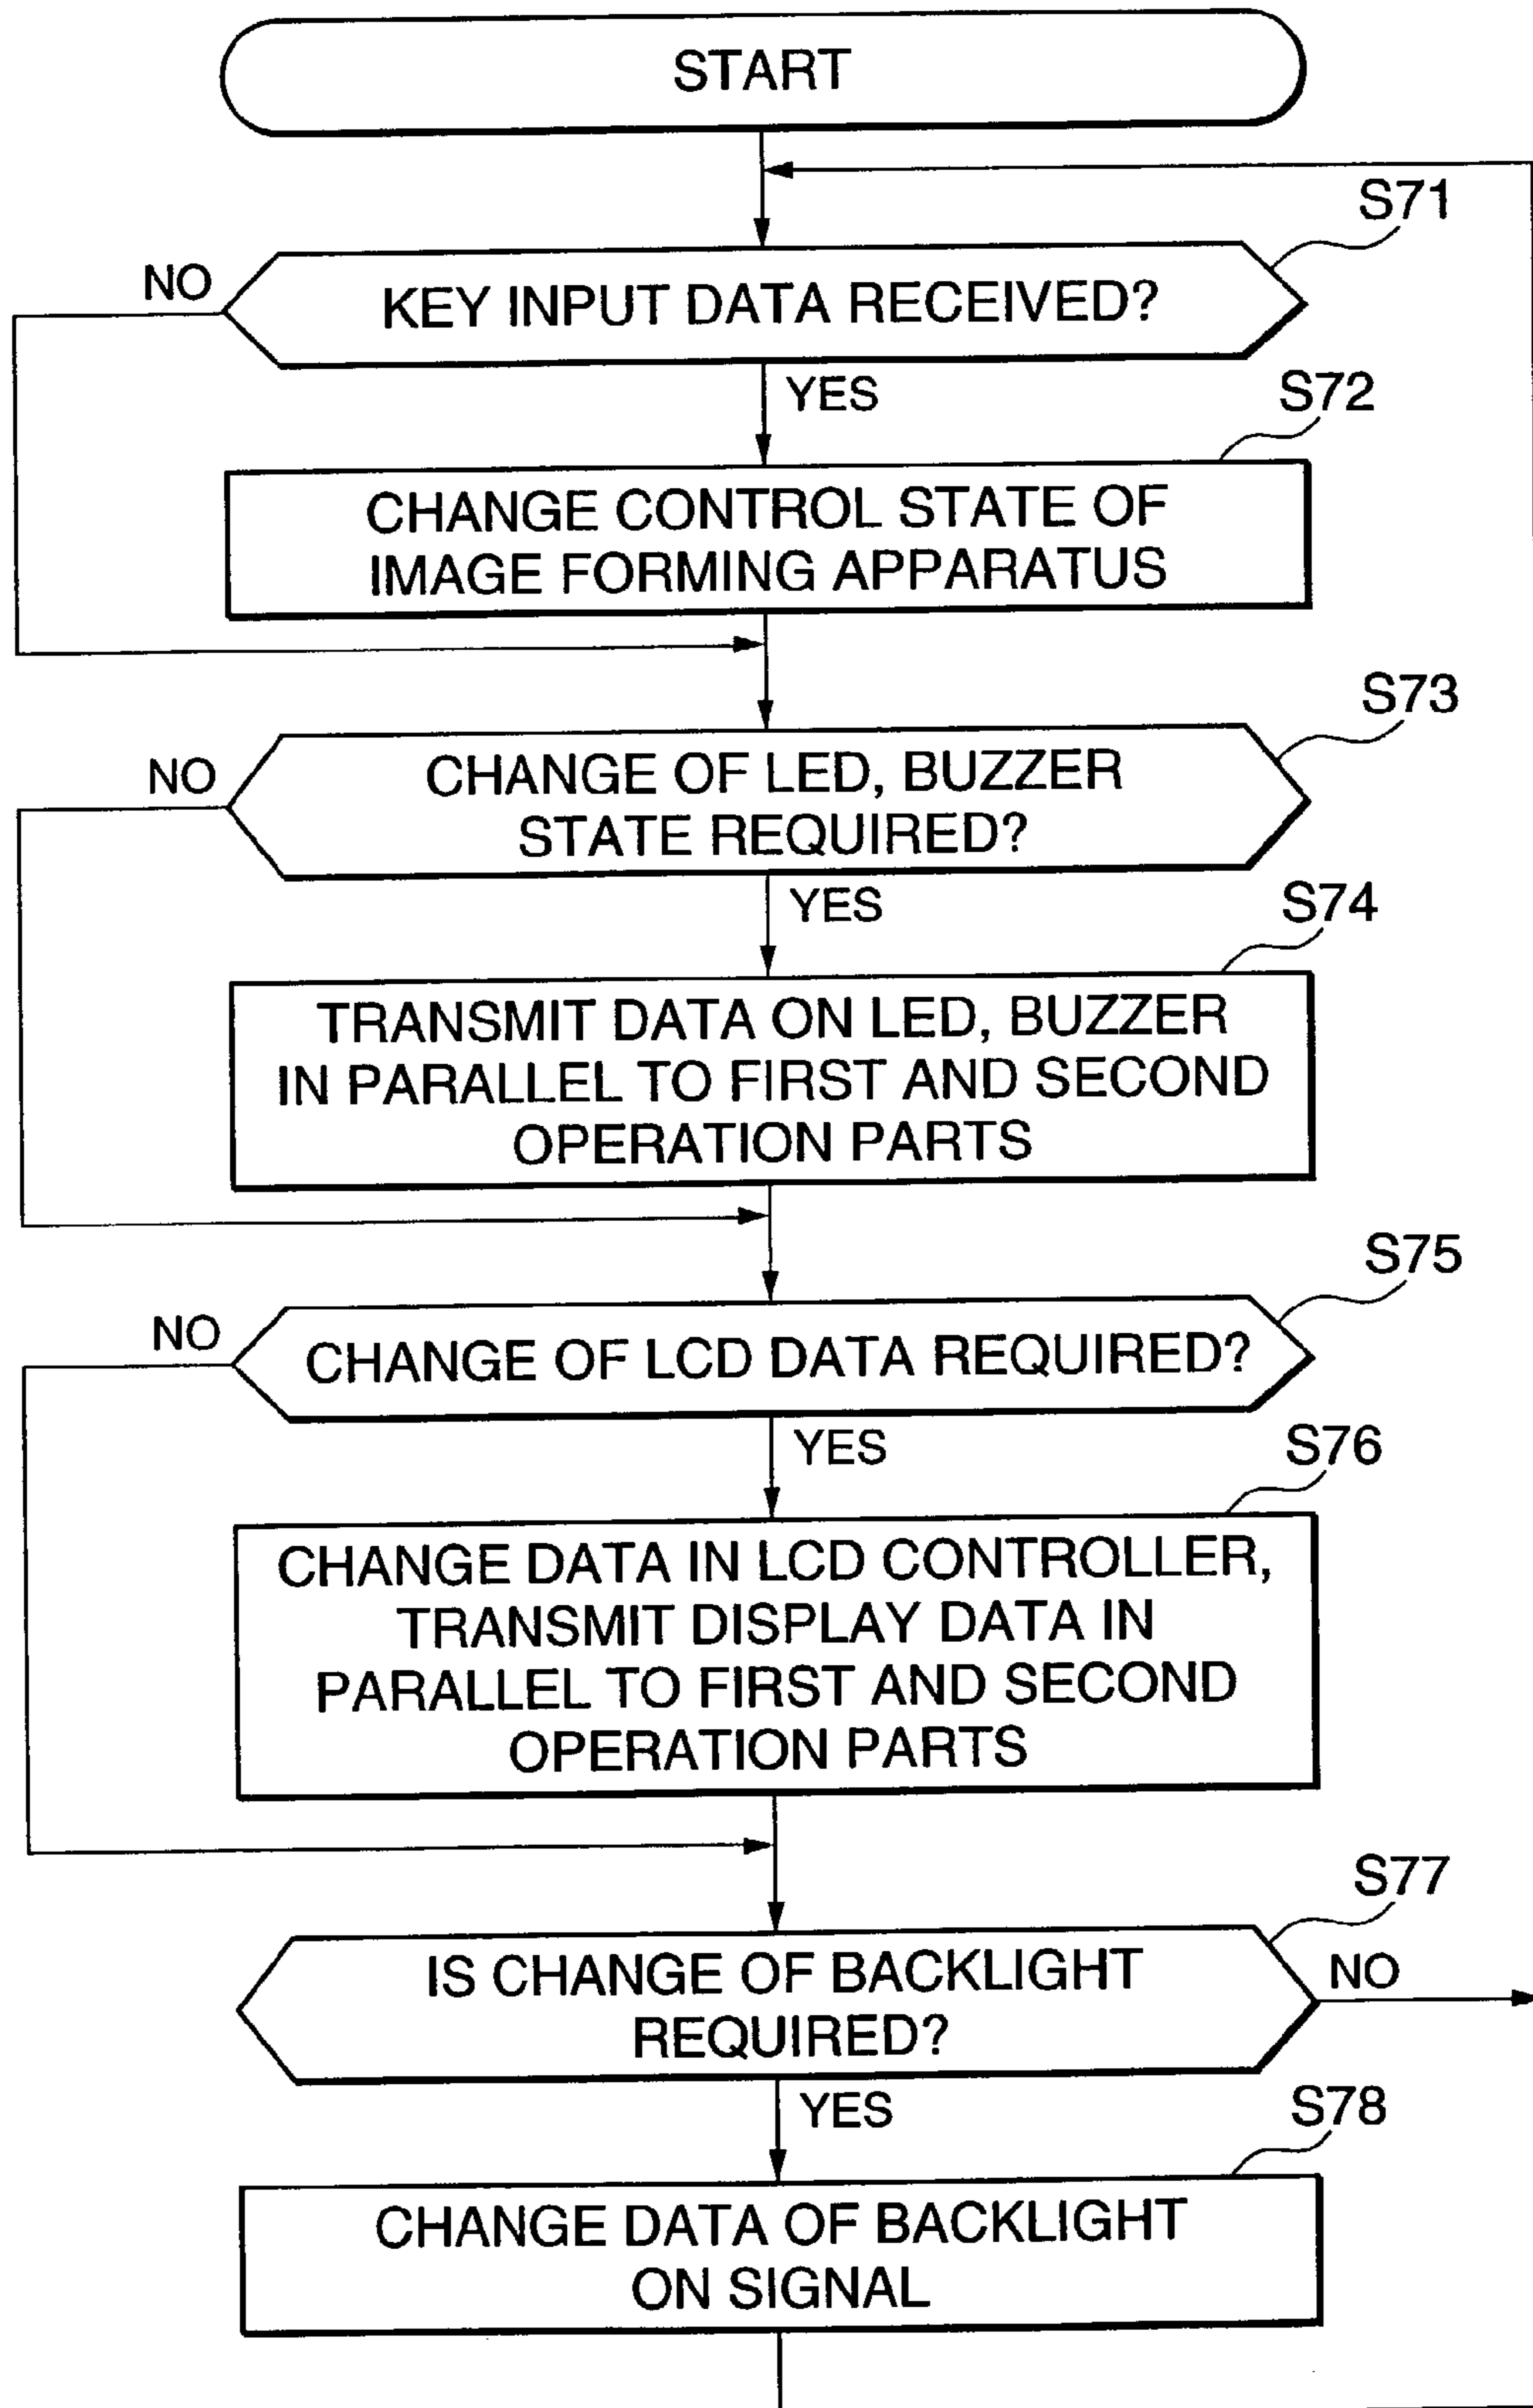 START
S71
NO
KEY INPUT DATA RECEIVED?
YES
S72
CHANGE CONTROL STATE OF
IMAGE FORMING APPARATUS
S73
NO
CHANGE OF LED, BUZZER
STATE REQUIRED?
YES
S74
TRANSMIT DATA ON LED, BUZZER
IN PARALLEL TO FIRST AND SECOND
OPERATION PARTS
S75
NO
CHANGE OF LCD DATA REQUIRED?
YES
S76
CHANGE DATA IN LCD CONTROLLER,
TRANSMIT DISPLAY DATA IN
PARALLEL TO FIRST AND SECOND
OPERATION PARTS
S77
IS CHANGE OF BACKLIGHT
REQUIRED?
NO
YES
S78
CHANGE DATA OF BACKLIGHT
ON SIGNAL